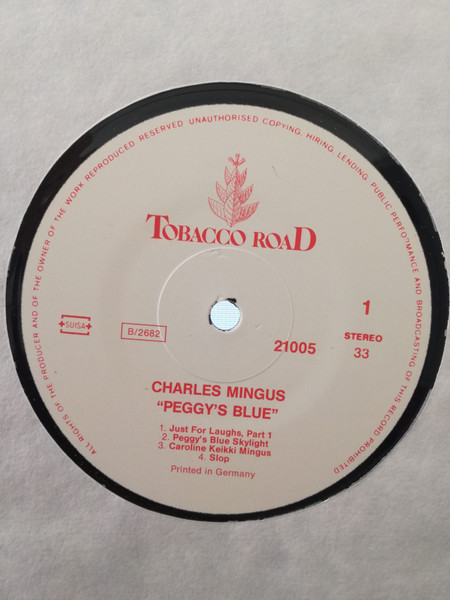 ALL RIGHTS OF THE PRODUCER AND OF THE OWNER OF THE WORK REPRODUCED RESERVED UNAUTHORISED COPYING, HIRING, LENDING, PUBLIC PERFORMANCE AND BROADCASTING OF THIS RECORD PROHIBITED
TOBACCO ROAD
SUISA
B/2682
21005
1
STEREO
33
CHARLES MINGUS
“PEGGY'S BLUE”
1. Just For Laughs, Part 1
2. Peggy's Blue Skylight
3. Caroline Keikki Mingus
4. Slop
Printed in Germany